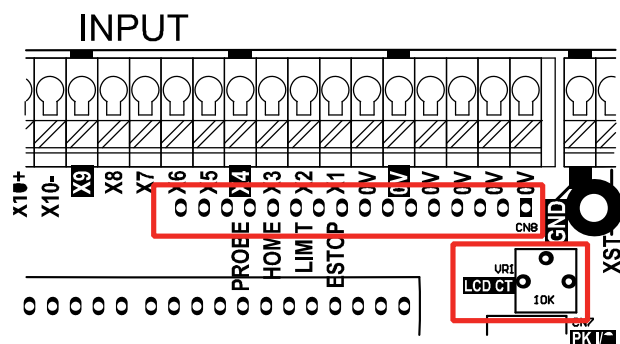 INPUT
X10+ X10- X9 X8 X7 X6 X5 X4 X3 X2 X1 0V 0V 0V 0V 0V 0V
CN8
PROBE HOME LIMIT ESTOP
GND
VR1
LCD CT
10K
CN7